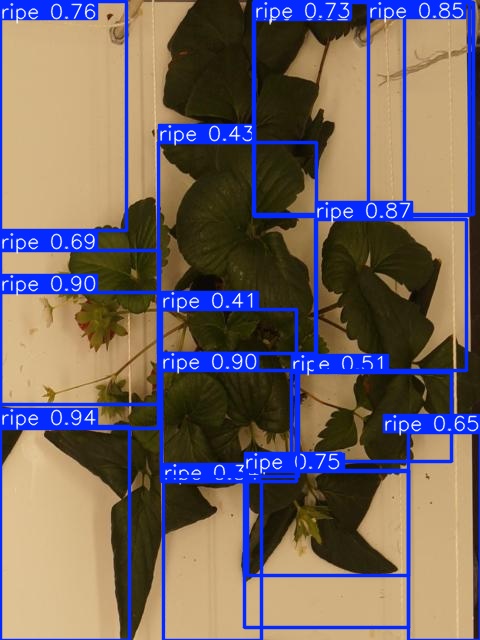 ripe 0.76
ripe 0.73
ripe 0.85
ripe 0.43
ripe 0.87
ripe 0.69
ripe 0.90
ripe 0.41
ripe 0.90
ripe 0.51
ripe 0.94
ripe 0.65
ripe 0.75